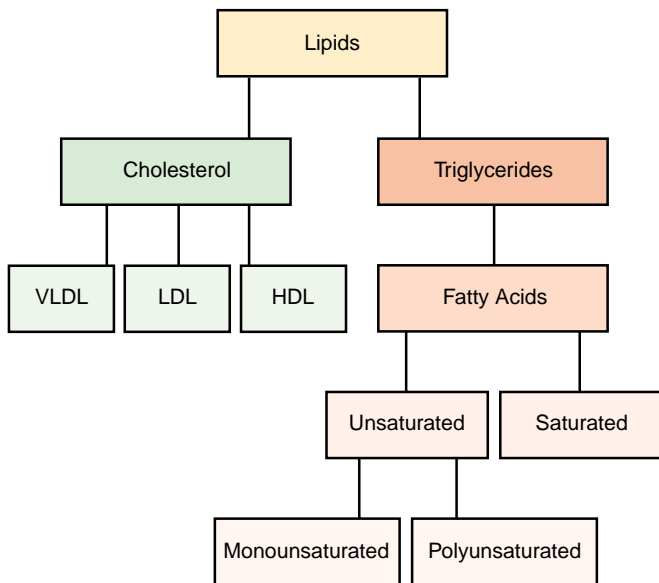 Lipids
Cholesterol
Triglycerides
VLDL
LDL
HDL
Fatty Acids
Unsaturated
Saturated
Monounsaturated
Polyunsaturated